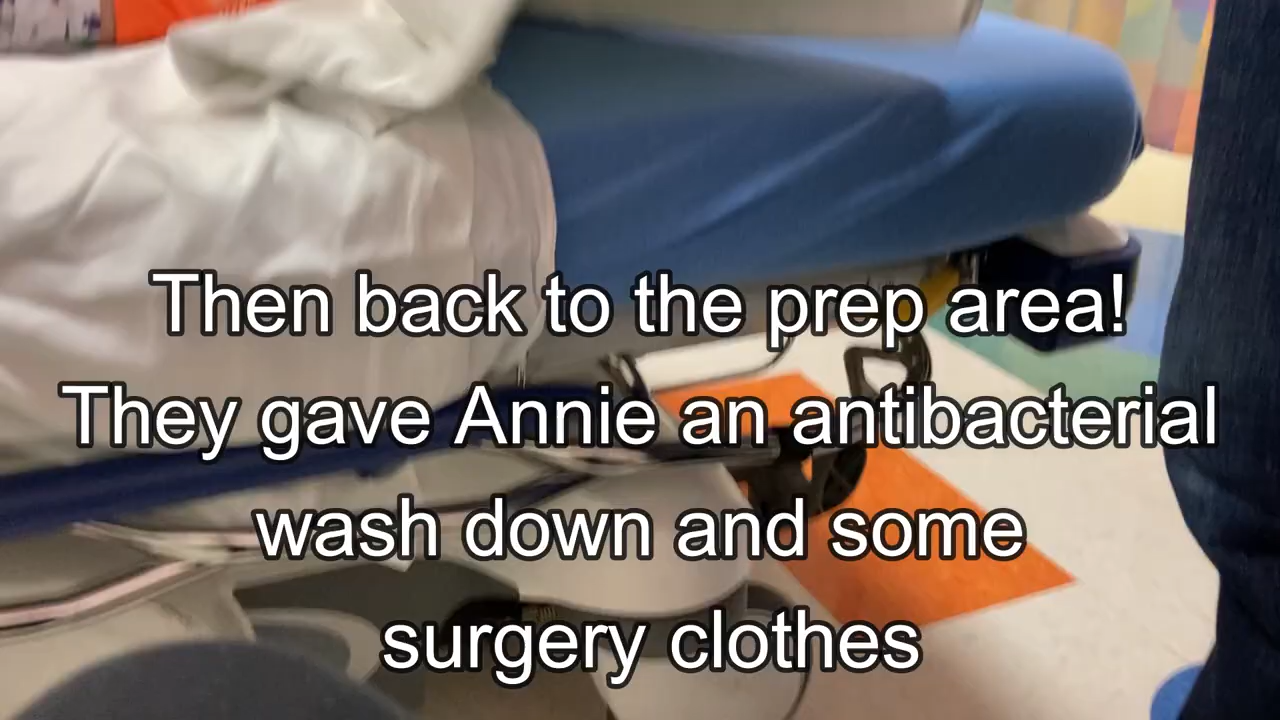 Then back to the prep area!
They gave Annie an antibacterial
wash down and some
surgery clothes